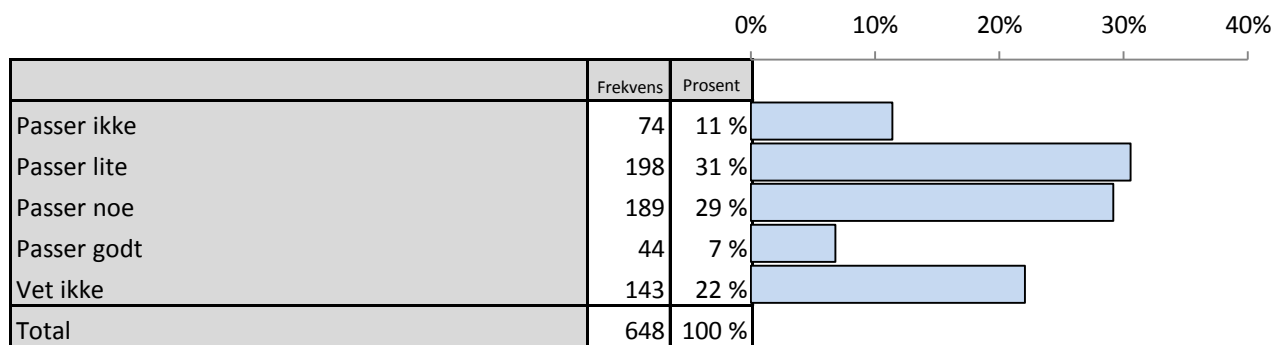 0% 10% 20% 30% 40%
Frekvens Prosent
Passer ikke 74 11 %
Passer lite 198 31 %
Passer noe 189 29 %
Passer godt 44 7 %
Vet ikke 143 22 %
Total 648 100 %